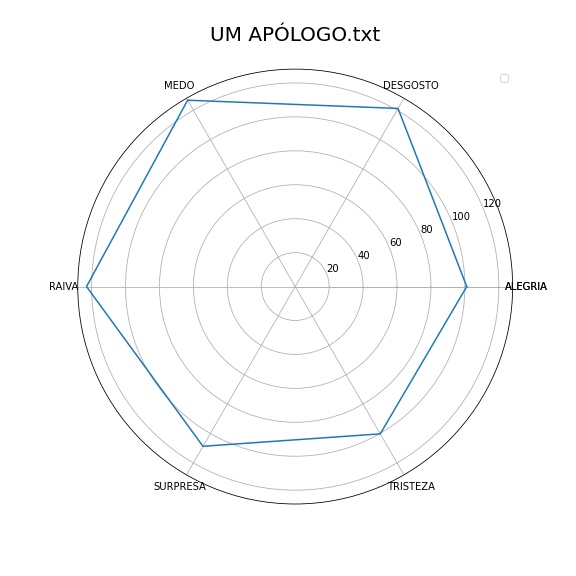 UM APÓLOGO.txt
MEDO
DESGOSTO
120
100
80
60
40
20
RAIVA
ALEGRIA
SURPRESA
TRISTEZA